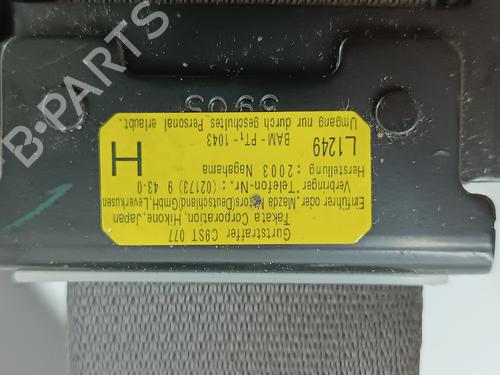 Gurtstraffer C9ST 077
Takata Corporation, Hikone, Japan
Einführer oder, Mazda Motors(Deutschland)GmbH, Leverkusen
Verbinger Telefon-Nr.: (02173) 9 43-0
Herstellung : 2003 Nagahama
H
L1249
BAM-PT1-1043
Umgang nur durch geschultes Personal erlaubt.
B-PARTS